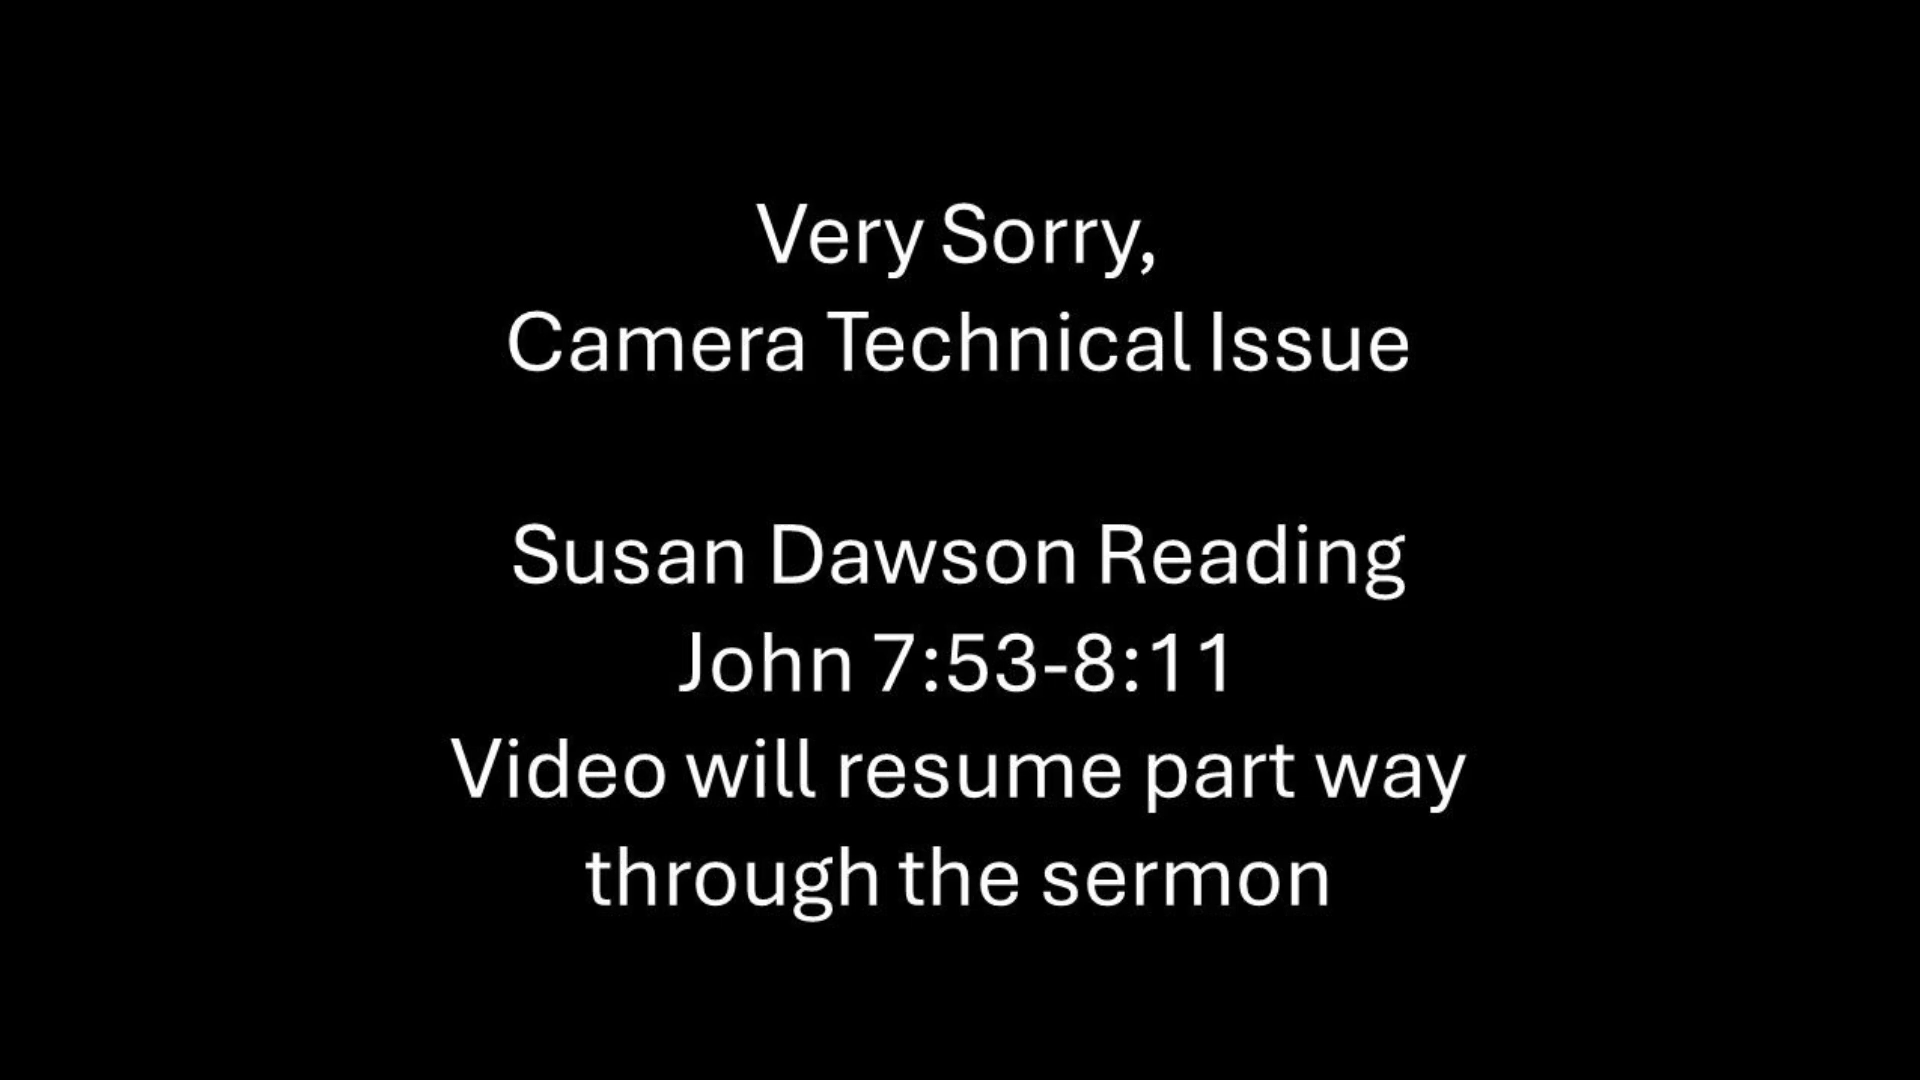 Very Sorry,
Camera Technical Issue
Susan Dawson Reading
John 7:53-8:11
Video will resume part way
through the sermon